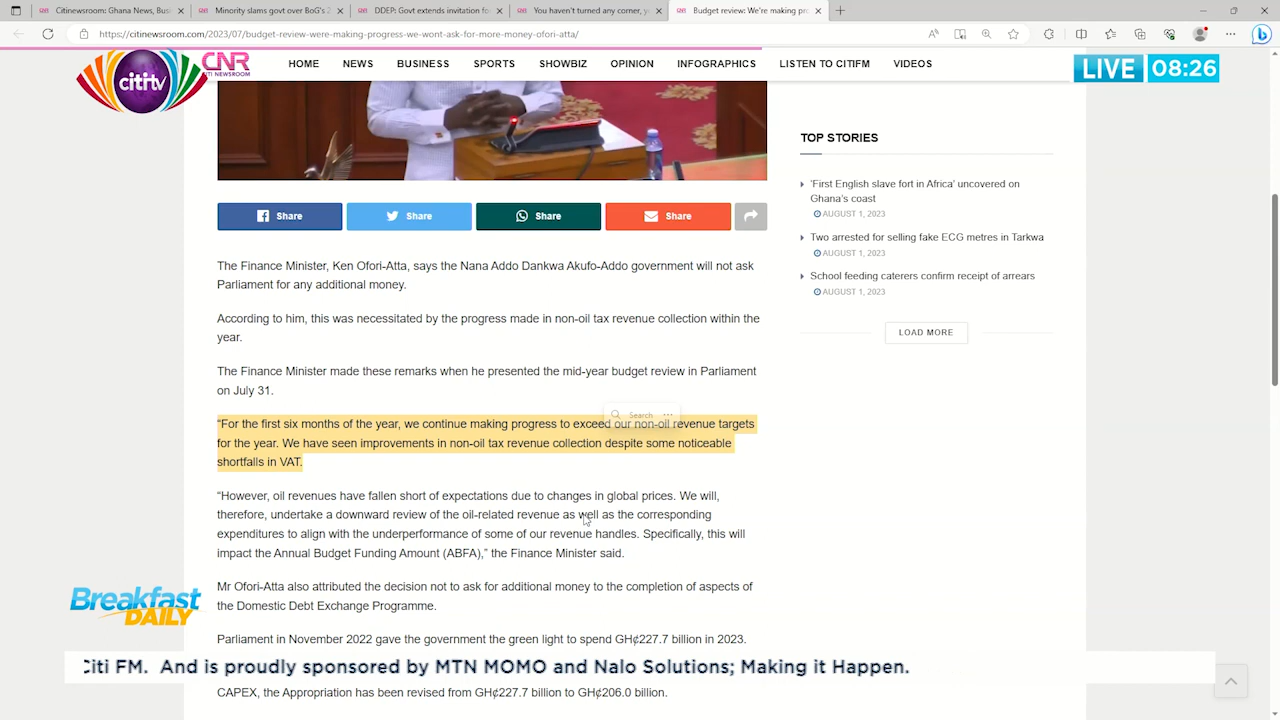 Citinewsroom: Ghana News, Bus
Minority slams govt over BoG's 2
DDEP: Govt extends invitation fo
You haven't turned any corner, y
Budget review: We're making pr
https://citinewsroom.com/2023/07/budget-review-were-making-progress-we-wont-ask-for-more-money-ofori-atta/
citi tv
CNR
CITI NEWSROOM
HOME NEWS BUSINESS SPORTS SHOWBIZ OPINION INFOGRAPHICS LISTEN TO CITIFM VIDEOS
LIVE 08:26
Share Share Share Share
The Finance Minister, Ken Ofori-Atta, says the Nana Addo Dankwa Akufo-Addo government will not ask
Parliament for any additional money.
According to him, this was necessitated by the progress made in non-oil tax revenue collection within the
year.
The Finance Minister made these remarks when he presented the mid-year budget review in Parliament
on July 31.
Search
“For the first six months of the year, we continue making progress to exceed our non-oil revenue targets
for the year. We have seen improvements in non-oil tax revenue collection despite some noticeable
shortfalls in VAT.
“However, oil revenues have fallen short of expectations due to changes in global prices. We will,
therefore, undertake a downward review of the oil-related revenue as well as the corresponding
expenditures to align with the underperformance of some of our revenue handles. Specifically, this will
impact the Annual Budget Funding Amount (ABFA),” the Finance Minister said.
Mr Ofori-Atta also attributed the decision not to ask for additional money to the completion of aspects of
the Domestic Debt Exchange Programme.
Parliament in November 2022 gave the government the green light to spend GH¢227.7 billion in 2023.
CAPEX, the Appropriation has been revised from GH¢227.7 billion to GH¢206.0 billion.
TOP STORIES
'First English slave fort in Africa' uncovered on
Ghana's coast
AUGUST 1, 2023
Two arrested for selling fake ECG metres in Tarkwa
AUGUST 1, 2023
School feeding caterers confirm receipt of arrears
AUGUST 1, 2023
LOAD MORE
Breakfast
DAILY
Citi FM. And is proudly sponsored by MTN MOMO and Nalo Solutions; Making it Happen.